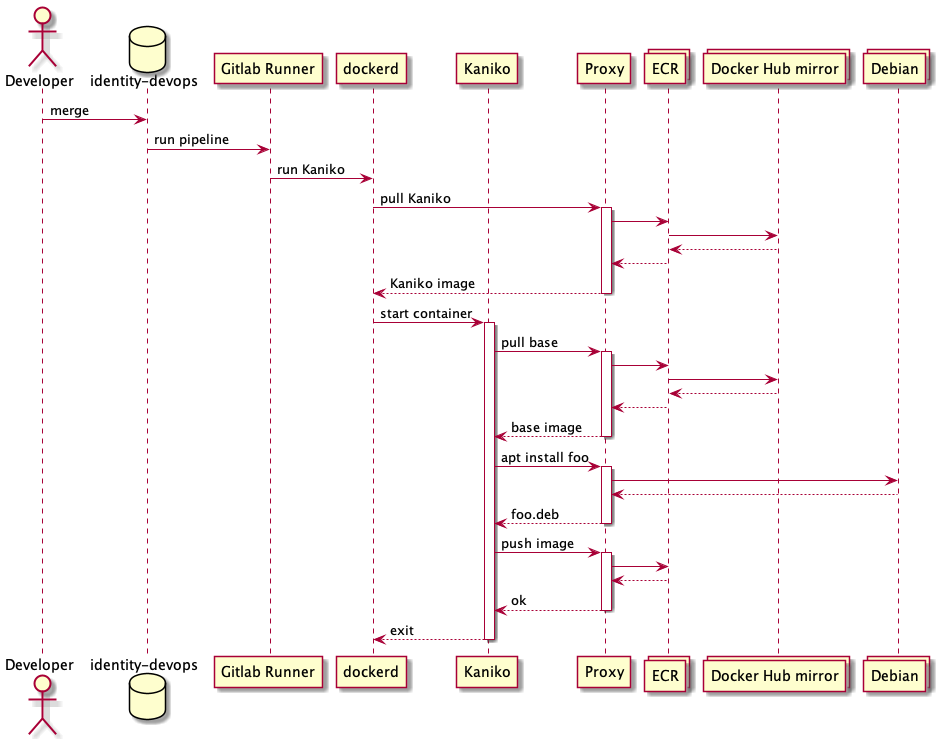 Developer
identity-devops
Gitlab Runner
dockerd
Kaniko
Proxy
ECR
Docker Hub mirror
Debian
merge
run pipeline
run Kaniko
pull Kaniko
Kaniko image
start container
pull base
base image
apt install foo
foo.deb
push image
ok
exit
Developer
identity-devops
Gitlab Runner
dockerd
Kaniko
Proxy
ECR
Docker Hub mirror
Debian